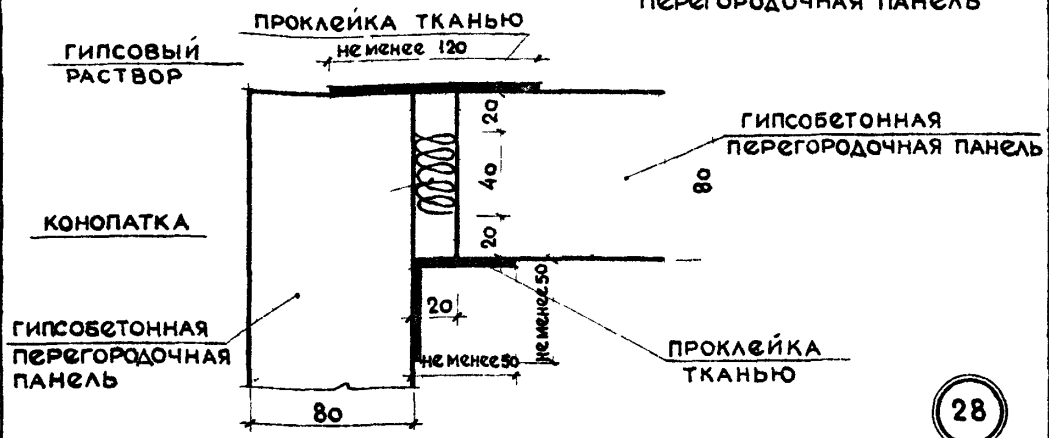 ПЕРЕГОРОДОЧНАЯ ПАНЕЛЬ
ПРОКЛЕЙКА ТКАНЬЮ
не менее 120
ГИПСОВЫЙ
РАСТВОР
20
ГИПСОБЕТОННАЯ
ПЕРЕГОРОДОЧНАЯ ПАНЕЛЬ
40
80
КОНОПАТКА
20
20
не менее 50
ГИПСОБЕТОННАЯ
ПЕРЕГОРОДОЧНАЯ
ПАНЕЛЬ
не менее 50
ПРОКЛЕЙКА
ТКАНЬЮ
80
28